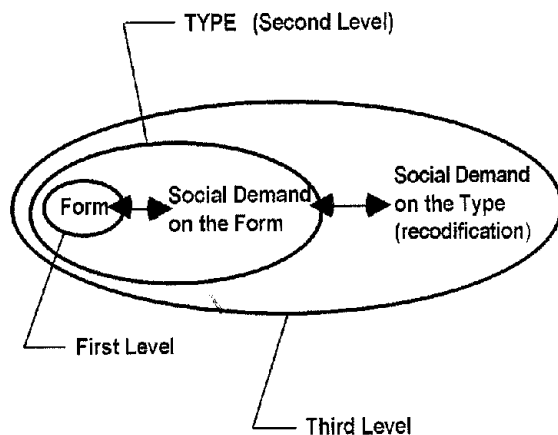 TYPE (Second Level)
Form
Social Demand
on the Form
Social Demand
on the Type
(recodification)
First Level
Third Level